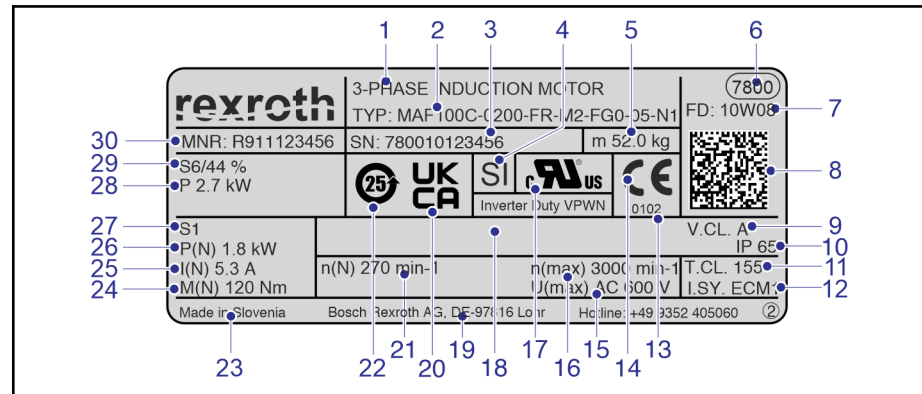 1 2 3 4 5 6
rexroth
3-PHASE INDUCTION MOTOR
7800
TYP: MAF100C-0200-FR-M2-FG0-05-N1
FD: 10W08
7
30 MNR: R911123456
SN: 780010123456
m 52.0 kg
29 S6/44 %
28 P 2.7 kW
25
UK
CA
SI
c RU US
CE
8
Inverter Duty VPWN
0102
27 S1
V.CL. A 9
26 P(N) 1.8 kW
IP 65 10
25 I(N) 5.3 A
n(N) 270 min-1
n(max) 3000 min-1
T.CL. 155 11
24 M(N) 120 Nm
U(max) AC 600 V
I.SY. ECM1 12
Made in Slovenia
Bosch Rexroth AG, DE-97816 Lohr
Hotline: +49 9352 405060
2
23 22 21 20 19 18 17 16 15 14 13